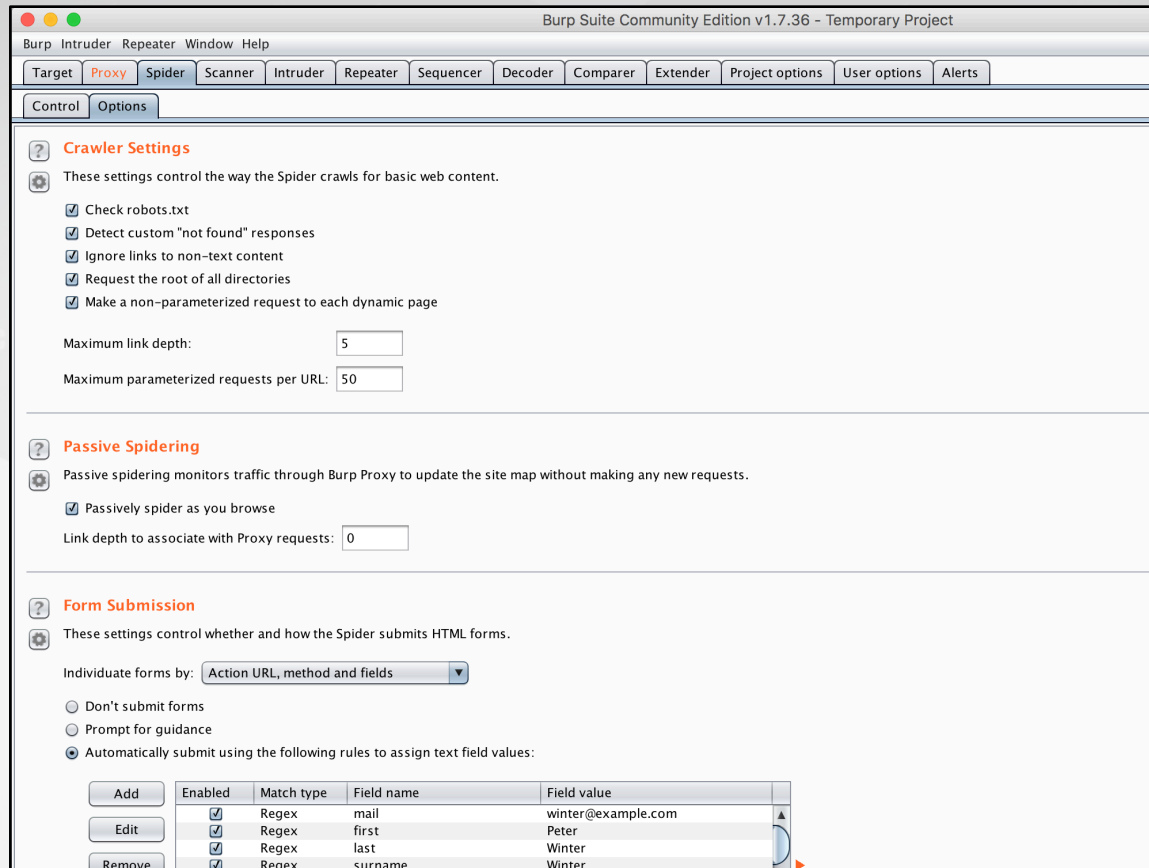 Burp Suite Community Edition v1.7.36 - Temporary Project
Burp Intruder Repeater Window Help
Target Proxy Spider Scanner Intruder Repeater Sequencer Decoder Comparer Extender Project options User options Alerts
Control Options
? Crawler Settings
These settings control the way the Spider crawls for basic web content.
Check robots.txt
Detect custom "not found" responses
Ignore links to non-text content
Request the root of all directories
Make a non-parameterized request to each dynamic page
Maximum link depth: 5
Maximum parameterized requests per URL: 50
? Passive Spidering
Passive spidering monitors traffic through Burp Proxy to update the site map without making any new requests.
Passively spider as you browse
Link depth to associate with Proxy requests: 0
? Form Submission
These settings control whether and how the Spider submits HTML forms.
Individuate forms by: Action URL, method and fields
Don't submit forms
Prompt for guidance
Automatically submit using the following rules to assign text field values:
Add Enabled Match type Field name Field value
Regex mail winter@example.com
Edit Regex first Peter
Regex last Winter
Remove Regex surname Winter